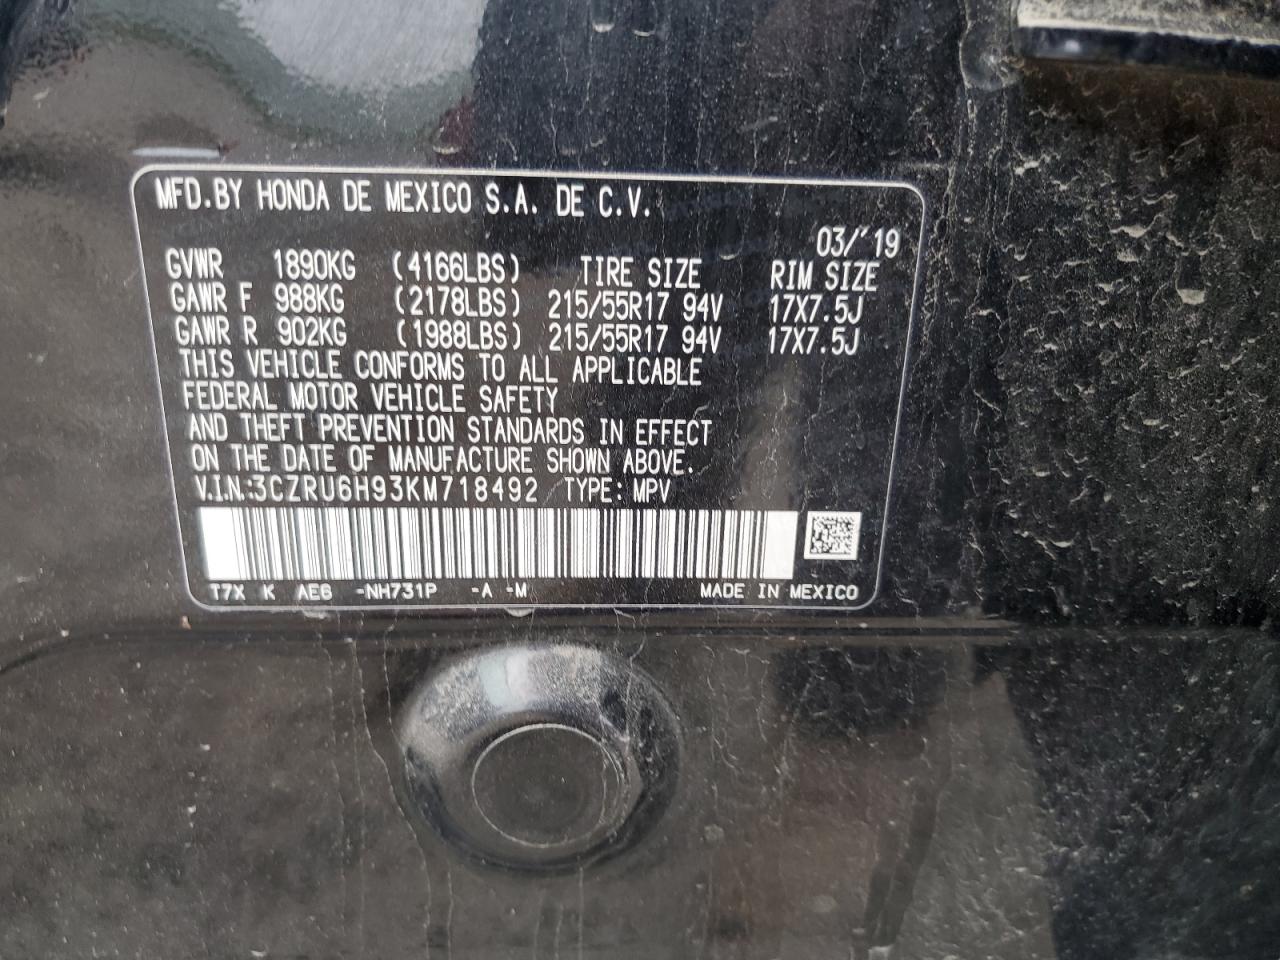 MFD.BY HONDA DE MEXICO S.A. DE C.V.
03/'19
GVWR 1890KG (4166LBS) TIRE SIZE RIM SIZE
GAWR F 988KG (2178LBS) 215/55R17 94V 17X7.5J
GAWR R 902KG (1988LBS) 215/55R17 94V 17X7.5J
THIS VEHICLE CONFORMS TO ALL APPLICABLE
FEDERAL MOTOR VEHICLE SAFETY
AND THEFT PREVENTION STANDARDS IN EFFECT
ON THE DATE OF MANUFACTURE SHOWN ABOVE.
V.I.N:3CZRU6H93KM718492 TYPE: MPV
T7X K AE6 -NH731P -A -M MADE IN MEXICO